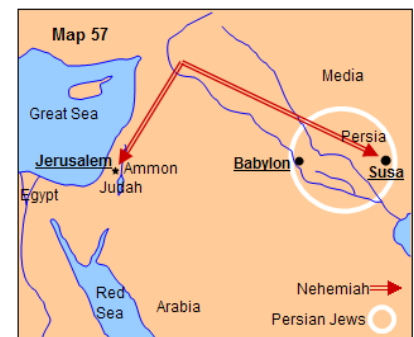 Map 57
Media
Great Sea
Persia
Jerusalem
Ammon
Babylon
Susa
Judah
Egypt
Red
Sea
Arabia
Nehemiah
Persian Jews